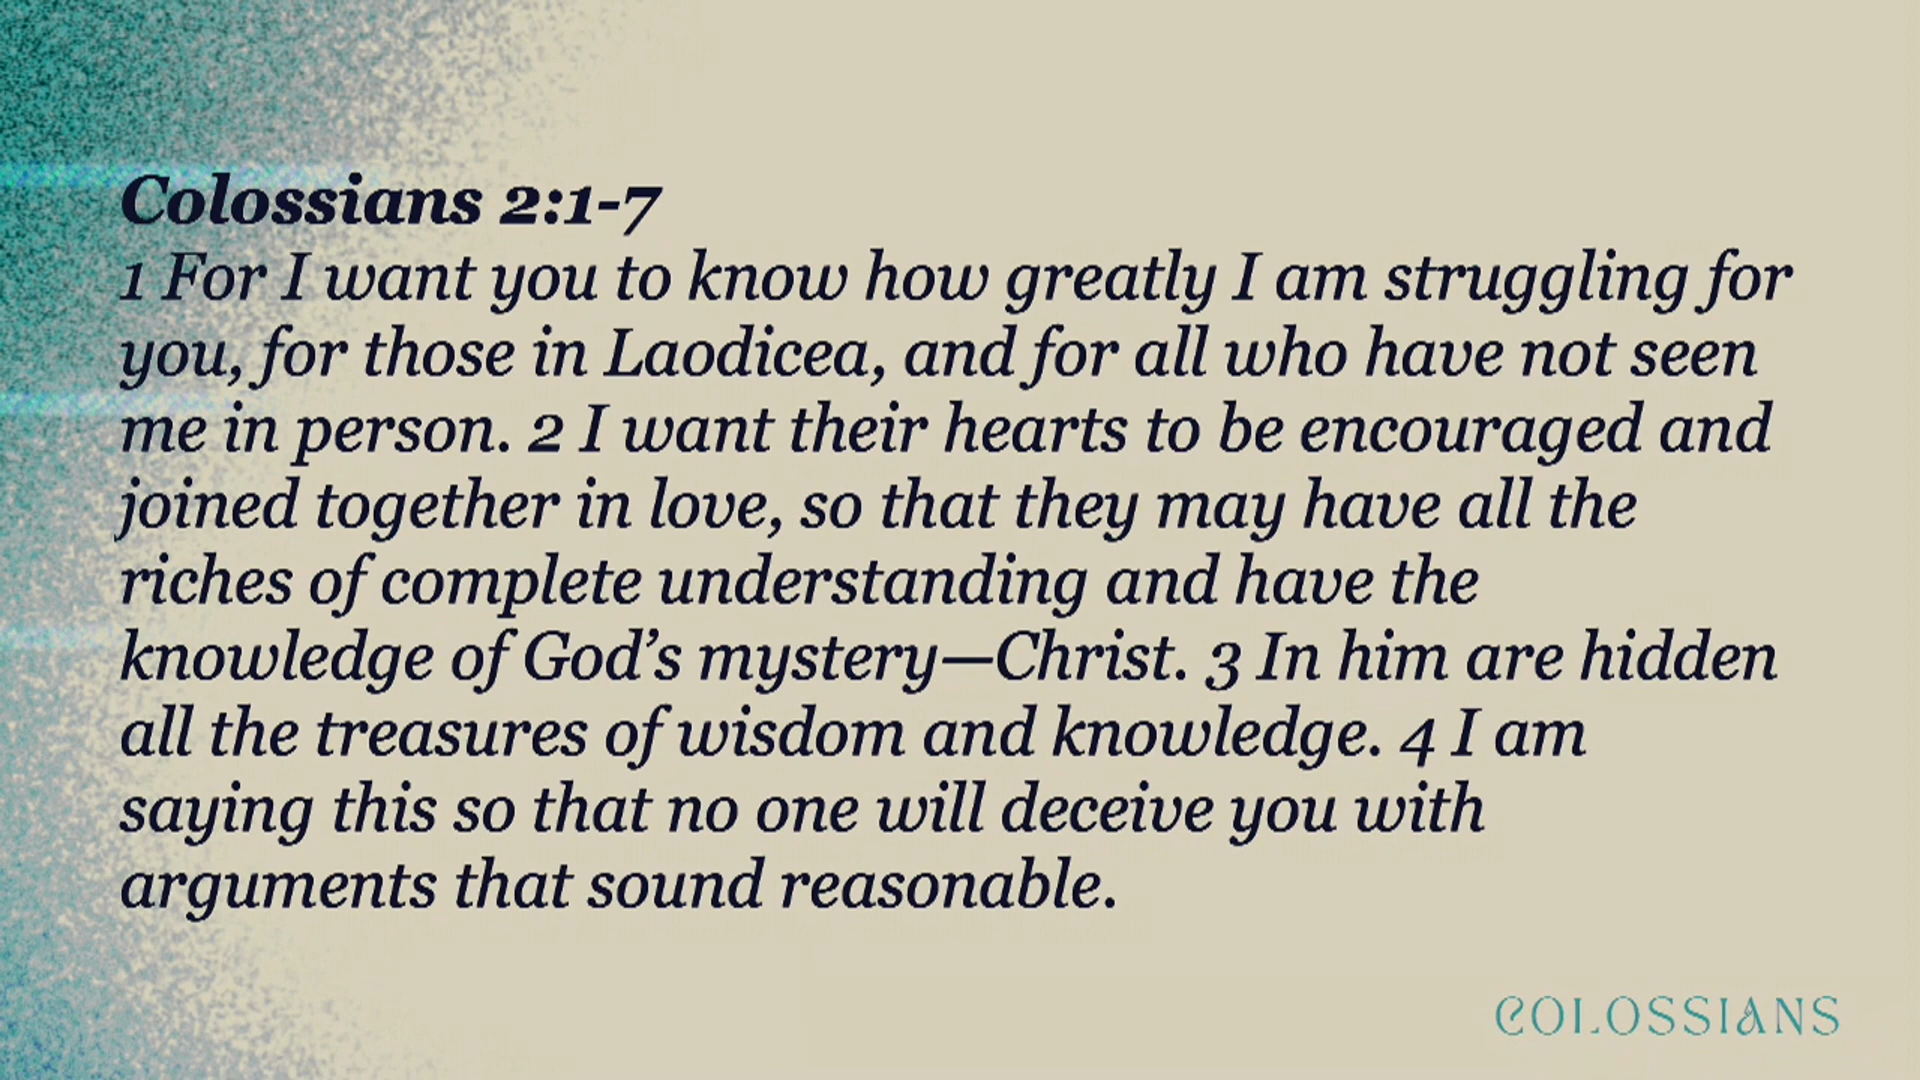 Colossians 2:1-7
1 For I want you to know how greatly I am struggling for
you, for those in Laodicea, and for all who have not seen
me in person. 2 I want their hearts to be encouraged and
joined together in love, so that they may have all the
riches of complete understanding and have the
knowledge of God’s mystery—Christ. 3 In him are hidden
all the treasures of wisdom and knowledge. 4 I am
saying this so that no one will deceive you with
arguments that sound reasonable.
COLOSSIANS